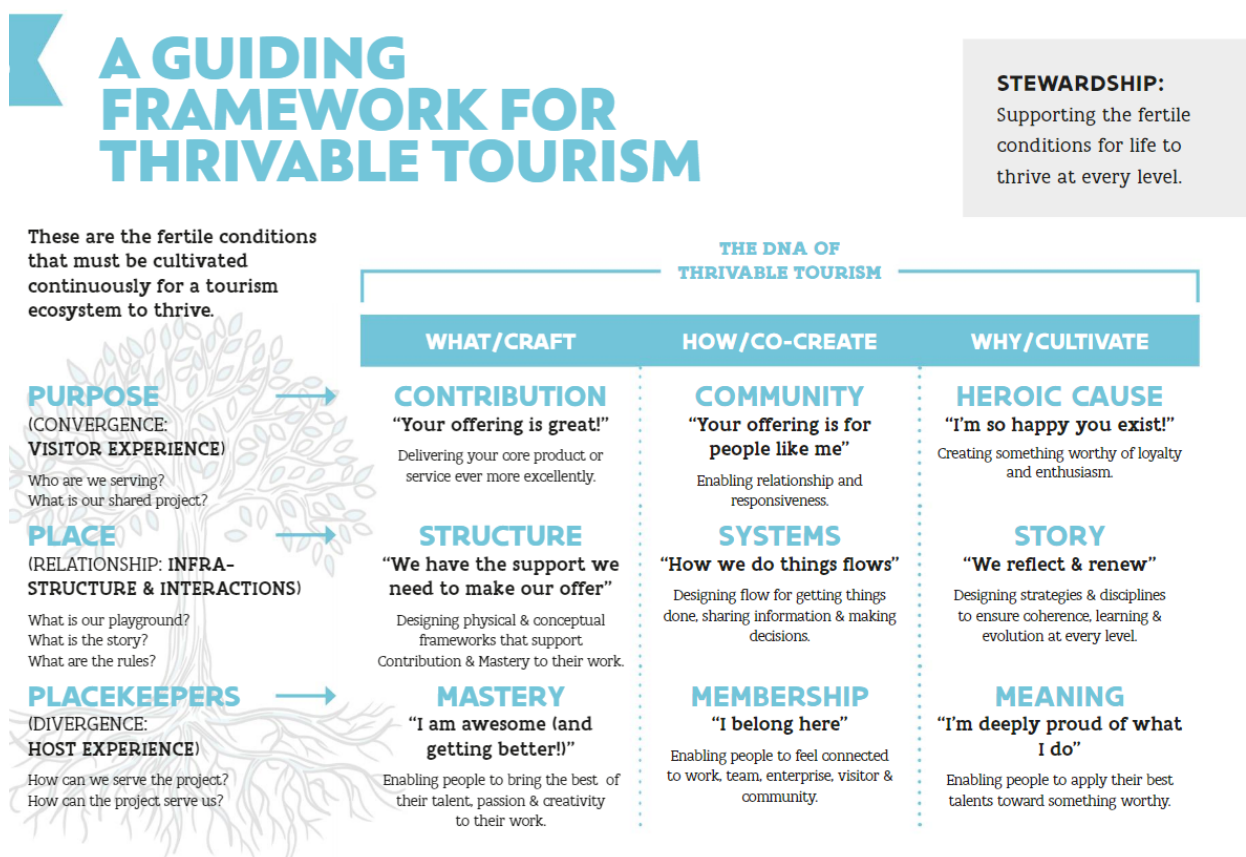 A GUIDING
FRAMEWORK FOR
THRIVABLE TOURISM
STEWARDSHIP:
Supporting the fertile
conditions for life to
thrive at every level.
These are the fertile conditions
that must be cultivated
continuously for a tourism
ecosystem to thrive.
THE DNA OF
THRIVABLE TOURISM
WHAT/CRAFT
HOW/CO-CREATE
WHY/CULTIVATE
PURPOSE
(CONVERGENCE:
VISITOR EXPERIENCE)
Who are we serving?
What is our shared project?
CONTRIBUTION
“Your offering is great!”
Delivering your core product or
service ever more excellently.
COMMUNITY
“Your offering is for
people like me”
Enabling relationship and
responsiveness.
HEROIC CAUSE
“I’m so happy you exist!”
Creating something worthy of loyalty
and enthusiasm.
PLACE
(RELATIONSHIP: INFRA-
STRUCTURE & INTERACTIONS)
What is our playground?
What is the story?
What are the rules?
STRUCTURE
“We have the support we
need to make our offer”
Designing physical & conceptual
frameworks that support
Contribution & Mastery to their work.
SYSTEMS
“How we do things flows”
Designing flow for getting things
done, sharing information & making
decisions.
STORY
“We reflect & renew”
Designing strategies & disciplines
to ensure coherence, learning &
evolution at every level.
PLACEKEEPERS
(DIVERGENCE:
HOST EXPERIENCE)
How can we serve the project?
How can the project serve us?
MASTERY
“I am awesome (and
getting better!)”
Enabling people to bring the best of
their talent, passion & creativity
to their work.
MEMBERSHIP
“I belong here”
Enabling people to feel connected
to work, team, enterprise, visitor &
community.
MEANING
“I’m deeply proud of what
I do”
Enabling people to apply their best
talents toward something worthy.